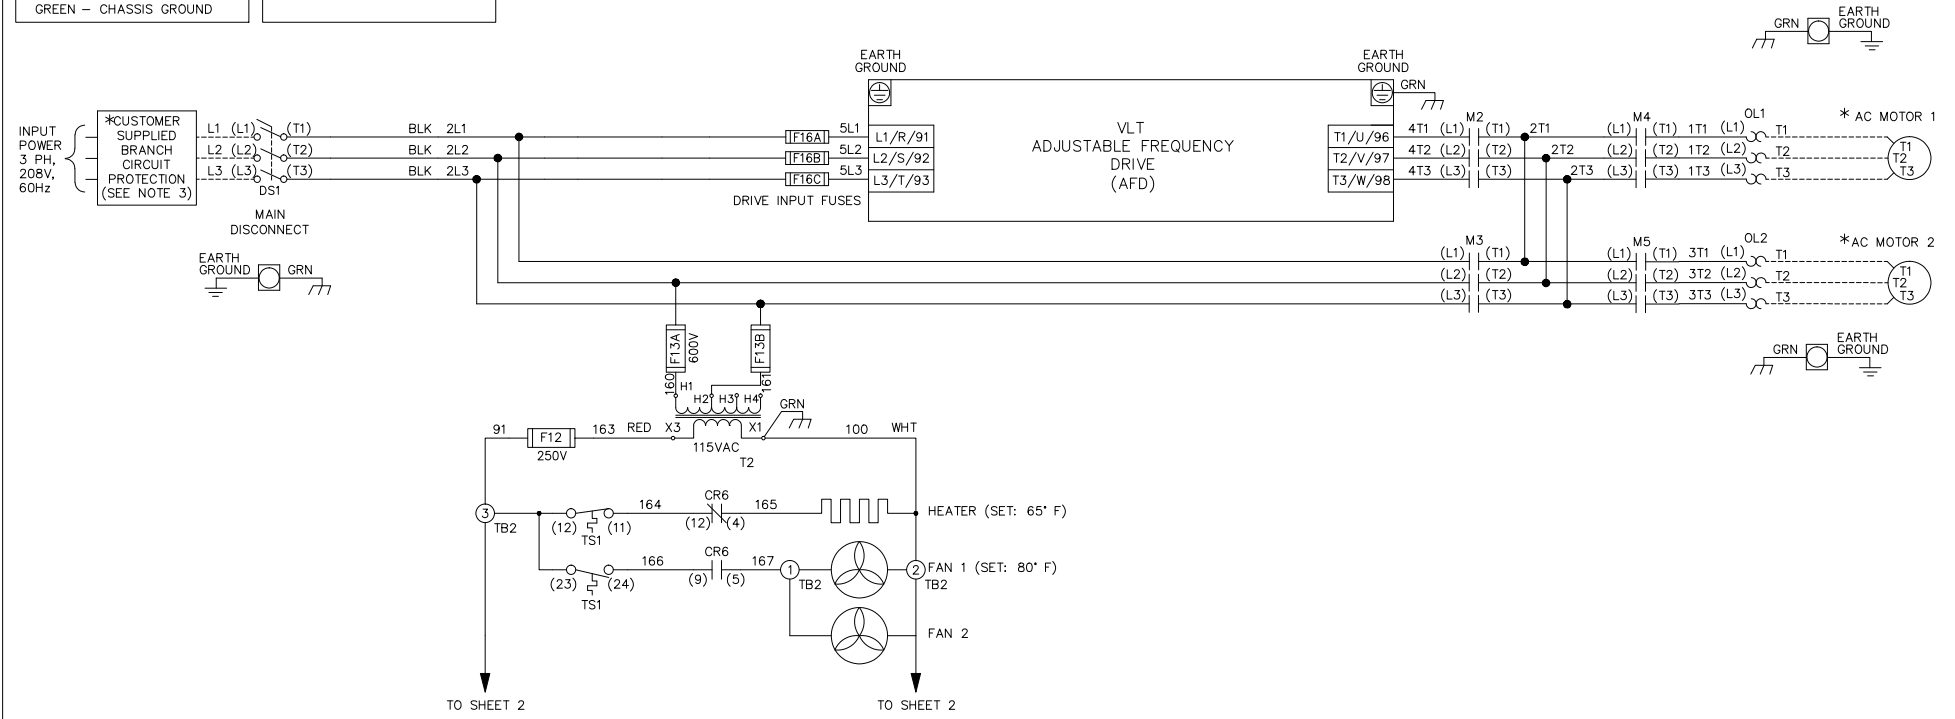 GREEN – CHASSIS GROUND
EARTH
GROUND
GRN
INPUT
POWER
3 PH,
208V,
60Hz
*CUSTOMER
SUPPLIED
BRANCH
CIRCUIT
PROTECTION
(SEE NOTE 3)
L1 (L1) (T1) BLK 2L1
L2 (L2) (T2) BLK 2L2
L3 (L3) (T3) BLK 2L3
DS1
MAIN
DISCONNECT
EARTH
GROUND
GRN
F16A 5L1 L1/R/91
F16B 5L2 L2/S/92
F16C 5L3 L3/T/93
DRIVE INPUT FUSES
EARTH
GROUND
VLT
ADJUSTABLE FREQUENCY
DRIVE
(AFD)
EARTH
GROUND
GRN
T1/U/96 4T1 (L1) M2 (T1) 2T1 (L1) M4 (T1) 1T1 (L1) OL1 T1
T2/V/97 4T2 (L2) (T2) 2T2 (L2) (T2) 1T2 (L2) T2
T3/W/98 4T3 (L3) (T3) 2T3 (L3) (T3) 1T3 (L3) T3
* AC MOTOR 1
T1
T2
T3
(L1) M3 (T1) (L1) M5 (T1) 3T1 (L1) OL2 T1
(L2) (T2) (L2) (T2) 3T2 (L2) T2
(L3) (T3) (L3) (T3) 3T3 (L3) T3
*AC MOTOR 2
T1
T2
T3
GRN
EARTH
GROUND
F13A
600V
F13B
160
161
H1
H2 H3 H4
GRN
91 F12 163 RED X3 X1 100 WHT
250V
115VAC
T2
3
TB2
(12) (11) 164 CR6 165
TS1
(12) (4)
HEATER (SET: 65° F)
(23) (24) 166 CR6 167
TS1
(9) (5)
1
TB2
2
TB2
FAN 1 (SET: 80° F)
FAN 2
TO SHEET 2
TO SHEET 2